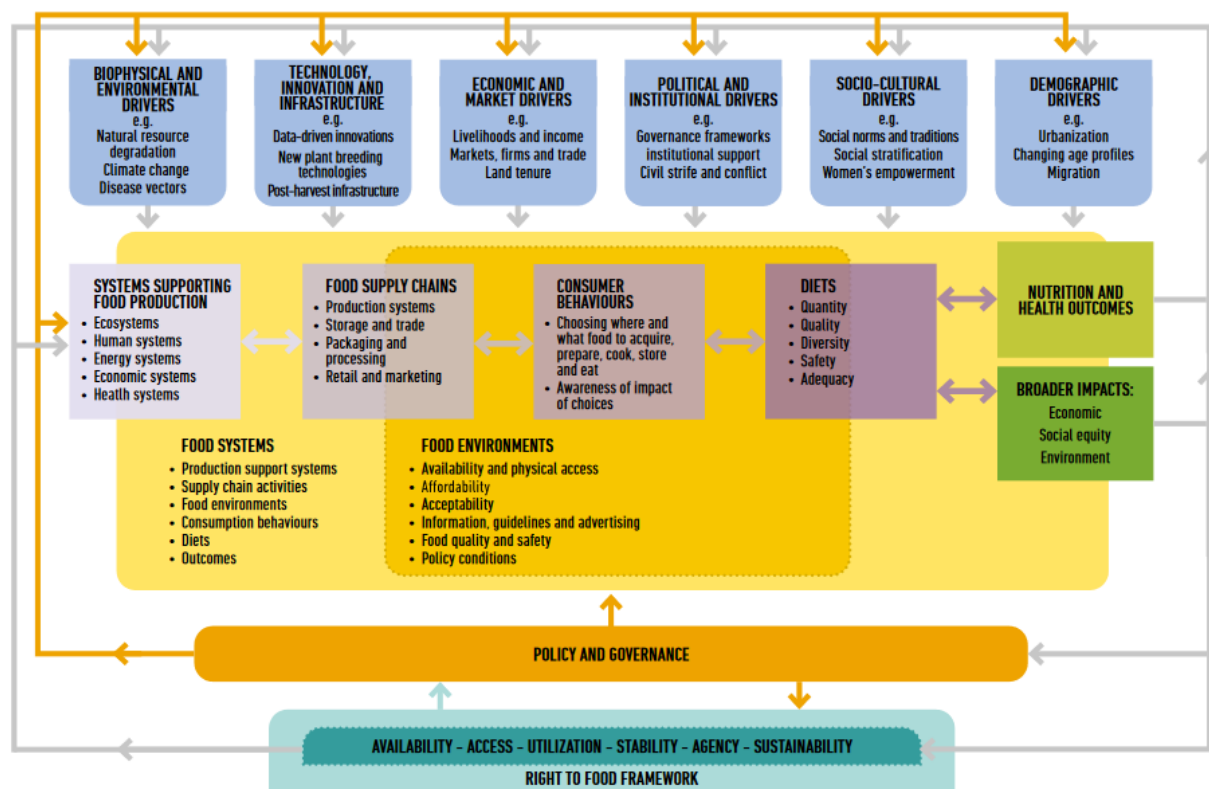 BIOPHYSICAL AND
ENVIRONMENTAL
DRIVERS
e.g.
Natural resource
degradation
Climate change
Disease vectors
TECHNOLOGY,
INNOVATION AND
INFRASTRUCTURE
e.g.
Data-driven innovations
New plant breeding
technologies
Post-harvest infrastructure
ECONOMIC AND
MARKET DRIVERS
e.g.
Livelihoods and income
Markets, firms and trade
Land tenure
POLITICAL AND
INSTITUTIONAL DRIVERS
e.g.
Governance frameworks
institutional support
Civil strife and conflict
SOCIO-CULTURAL
DRIVERS
e.g.
Social norms and traditions
Social stratification
Women's empowerment
DEMOGRAPHIC
DRIVERS
e.g.
Urbanization
Changing age profiles
Migration
SYSTEMS SUPPORTING
FOOD PRODUCTION
• Ecosystems
• Human systems
• Energy systems
• Economic systems
• Health systems
FOOD SUPPLY CHAINS
• Production systems
• Storage and trade
• Packaging and
processing
• Retail and marketing
CONSUMER
BEHAVIOURS
• Choosing where and
what food to acquire,
prepare, cook, store
and eat
• Awareness of impact
of choices
DIETS
• Quantity
• Quality
• Diversity
• Safety
• Adequacy
NUTRITION AND
HEALTH OUTCOMES
BROADER IMPACTS:
Economic
Social equity
Environment
FOOD SYSTEMS
• Production support systems
• Supply chain activities
• Food environments
• Consumption behaviours
• Diets
• Outcomes
FOOD ENVIRONMENTS
• Availability and physical access
• Affordability
• Acceptability
• Information, guidelines and advertising
• Food quality and safety
• Policy conditions
POLICY AND GOVERNANCE
AVAILABILITY - ACCESS - UTILIZATION - STABILITY - AGENCY - SUSTAINABILITY
RIGHT TO FOOD FRAMEWORK